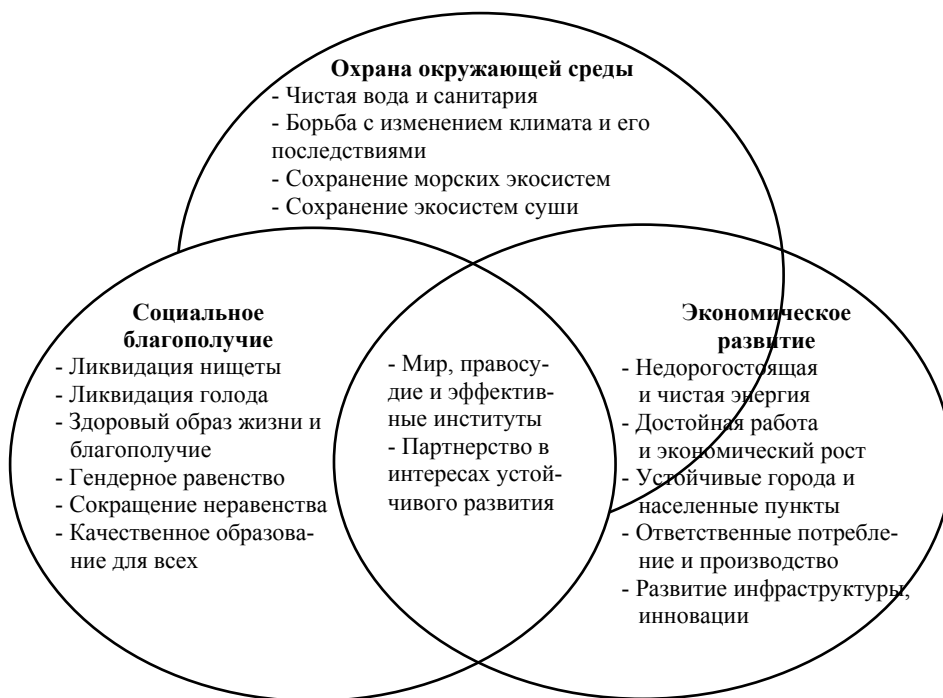 Охрана окружающей среды
- Чистая вода и санитария
- Борьба с изменением климата и его
последствиями
- Сохранение морских экосистем
- Сохранение экосистем суши
Социальное
благополучие
- Ликвидация нищеты
- Ликвидация голода
- Здоровый образ жизни и
благополучие
- Гендерное равенство
- Сокращение неравенства
- Качественное образова-
ние для всех
- Мир, правосу-
дие и эффектив-
ные институты
- Партнерство в
интересах устой-
чивого развития
Экономическое
развитие
- Недорогостоящая
и чистая энергия
- Достойная работа
и экономический рост
- Устойчивые города и
населенные пункты
- Ответственные потребле-
ние и производство
- Развитие инфраструктуры,
инновации